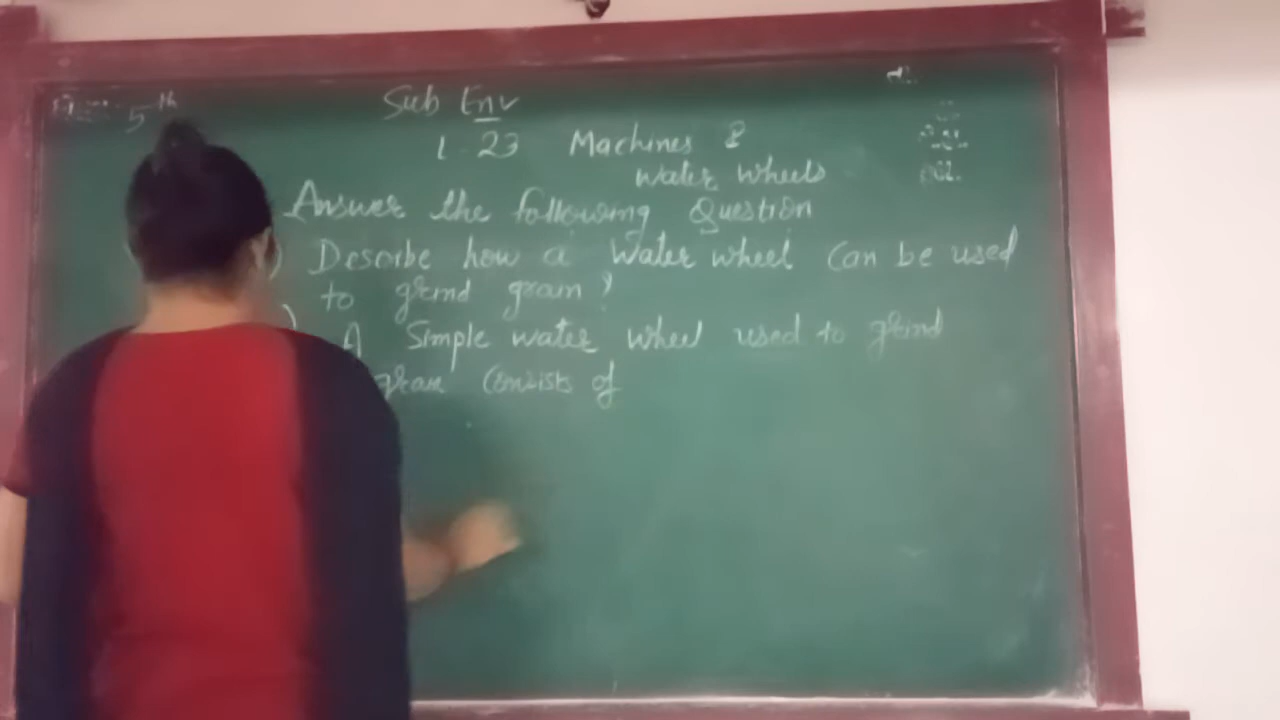 5th
Sub Env
L-23 Machines &
water wheels
Answer the following Question
) Describe how a water wheel can be used
to grind grain?
) A Simple water wheel used to grind
grain Consists of